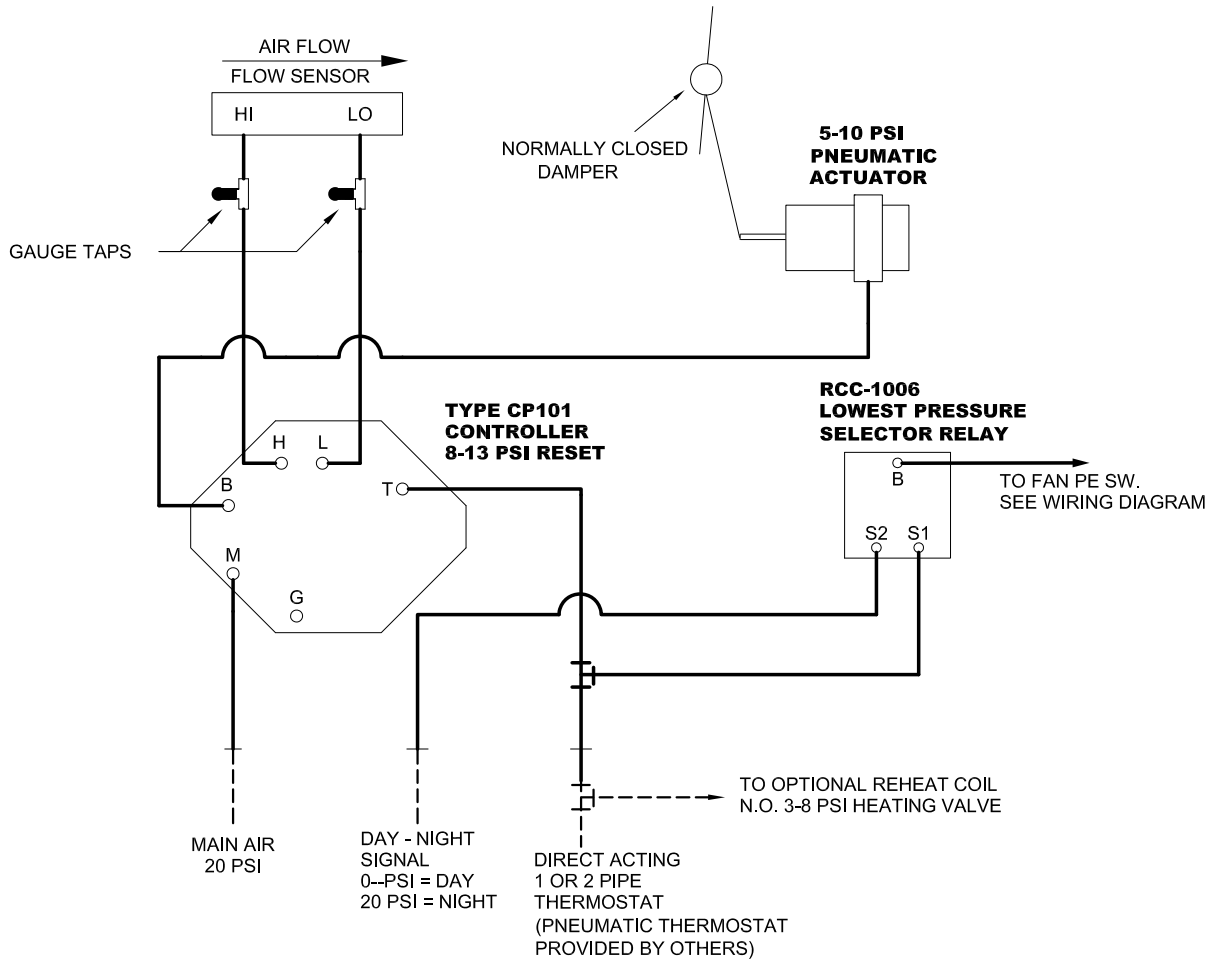 AIR FLOW
FLOW SENSOR
HI
LO
NORMALLY CLOSED
DAMPER
5-10 PSI
PNEUMATIC
ACTUATOR
GAUGE TAPS
TYPE CP101
CONTROLLER
8-13 PSI RESET
H
L
B
T
M
G
RCC-1006
LOWEST PRESSURE
SELECTOR RELAY
B
S2
S1
TO FAN PE SW.
SEE WIRING DIAGRAM
TO OPTIONAL REHEAT COIL
N.O. 3-8 PSI HEATING VALVE
MAIN AIR
20 PSI
DAY - NIGHT
SIGNAL
0--PSI = DAY
20 PSI = NIGHT
DIRECT ACTING
1 OR 2 PIPE
THERMOSTAT
(PNEUMATIC THERMOSTAT
PROVIDED BY OTHERS)